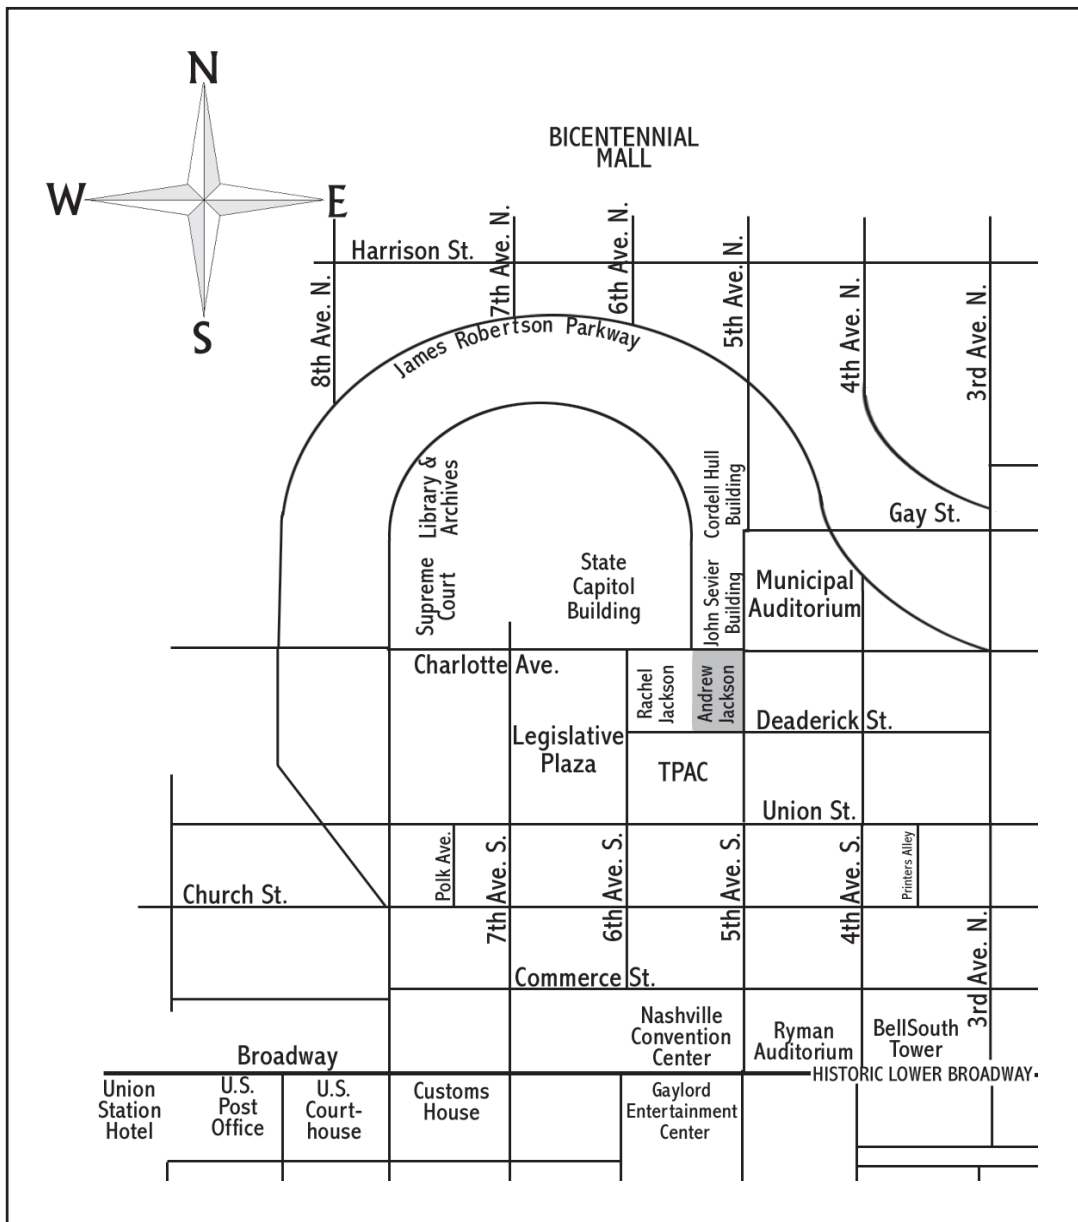 N
W
E
S
BICENTENNIAL
MALL
Harrison St.
8th Ave. N.
7th Ave. N.
6th Ave. N.
5th Ave. N.
4th Ave. N.
3rd Ave. N.
James Robertson Parkway
Library &
Archives
Cordell Hull
Building
Gay St.
Supreme
Court
State
Capitol
Building
John Sevier
Building
Municipal
Auditorium
Charlotte Ave.
Rachel
Jackson
Andrew
Jackson
Deaderick St.
Legislative
Plaza
TPAC
Union St.
Polk Ave.
7th Ave. S.
6th Ave. S.
5th Ave. S.
4th Ave. S.
Printers Alley
Church St.
3rd Ave. N.
Commerce St.
Nashville
Convention
Center
Ryman
Auditorium
BellSouth
Tower
Broadway
HISTORIC LOWER BROADWAY
Union
Station
Hotel
U.S.
Post
Office
U.S.
Court-
house
Customs
House
Gaylord
Entertainment
Center